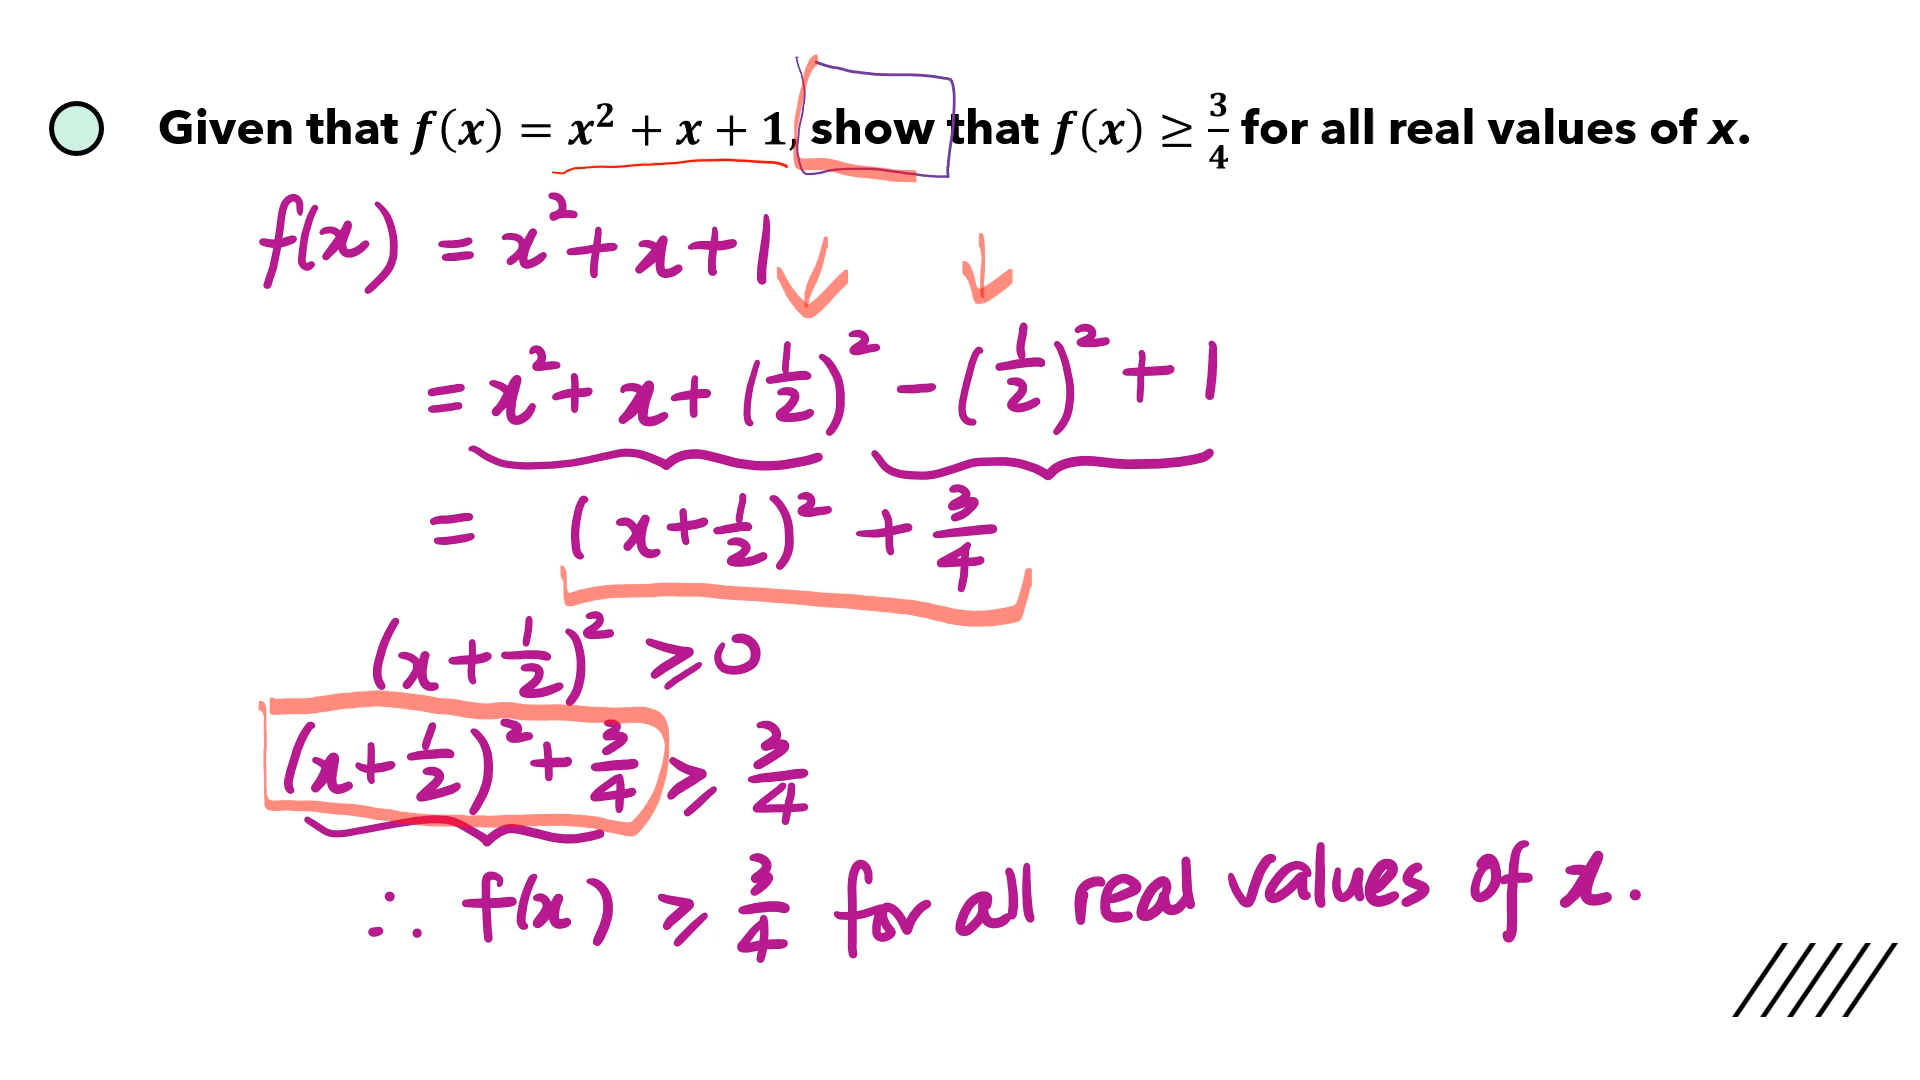 Given that f(x) = x² + x + 1, show that f(x) ≥ 3/4 for all real values of x.
f(x) = x² + x + 1
= x² + x + (1/2)² − (1/2)² + 1
= (x + 1/2)² + 3/4
(x + 1/2)² ⩾ 0
(x + 1/2)² + 3/4 ⩾ 3/4
∴ f(x) ⩾ 3/4 for all real values of x.